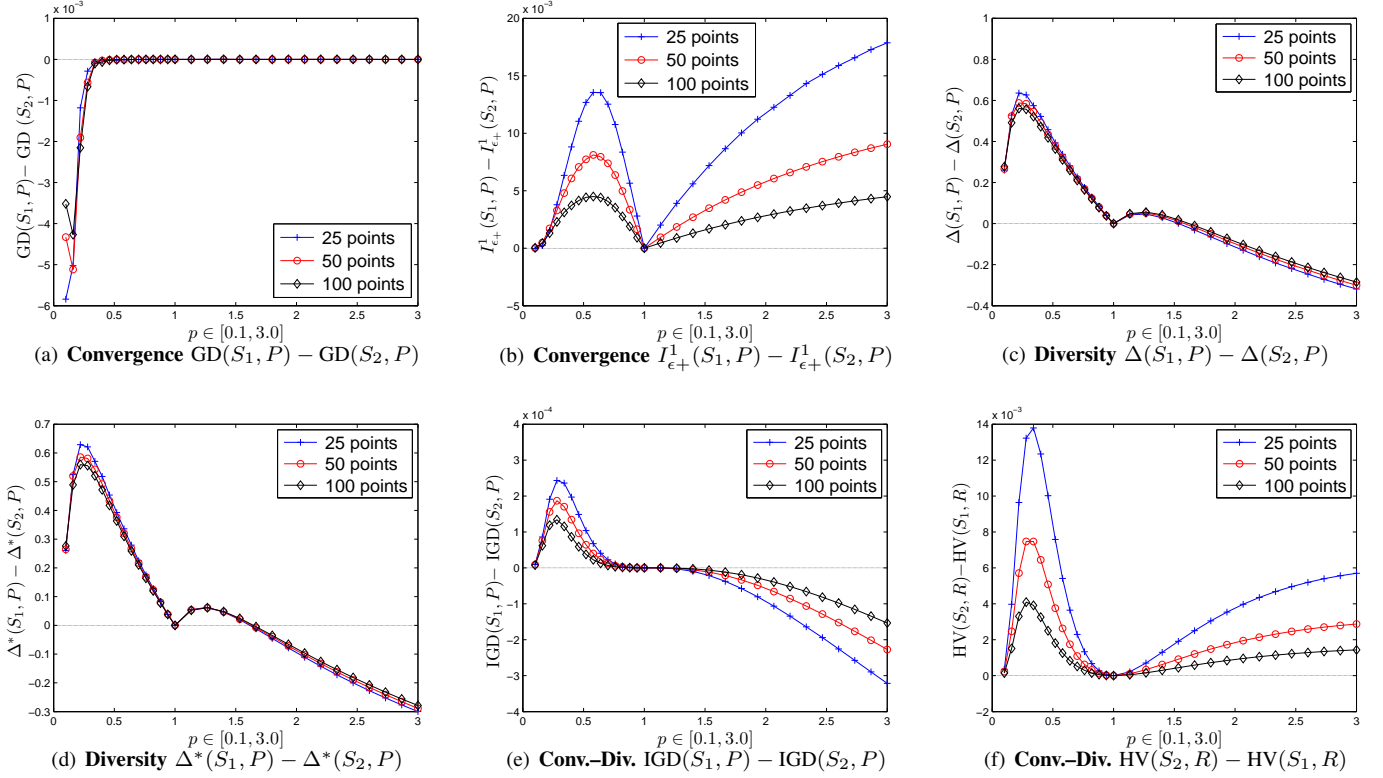 x 10⁻³
1
0
−1
−2
−3
−4
−5
−6
GD(S₁, P) − GD (S₂, P)
25 points
50 points
100 points
0 0.5 1 1.5 2 2.5 3
p ∈ [0.1, 3.0]
(a) Convergence GD(S₁, P) − GD(S₂, P)
x 10⁻³
20
15
10
5
0
−5
I¹ϵ+(S₁, P) − I¹ϵ+(S₂, P)
25 points
50 points
100 points
0 0.5 1 1.5 2 2.5 3
p ∈ [0.1, 3.0]
(b) Convergence I¹ϵ+(S₁, P) − I¹ϵ+(S₂, P)
1
0.8
0.6
0.4
0.2
0
−0.2
−0.4
Δ(S₁, P) − Δ(S₂, P)
25 points
50 points
100 points
0 0.5 1 1.5 2 2.5 3
p ∈ [0.1, 3.0]
(c) Diversity Δ(S₁, P) − Δ(S₂, P)
0.7
0.6
0.5
0.4
0.3
0.2
0.1
0
−0.1
−0.2
−0.3
Δ*(S₁, P) − Δ*(S₂, P)
25 points
50 points
100 points
0 0.5 1 1.5 2 2.5 3
p ∈ [0.1, 3.0]
(d) Diversity Δ*(S₁, P) − Δ*(S₂, P)
x 10⁻⁴
4
3
2
1
0
−1
−2
−3
−4
IGD(S₁, P) − IGD(S₂, P)
25 points
50 points
100 points
0 0.5 1 1.5 2 2.5 3
p ∈ [0.1, 3.0]
(e) Conv.–Div. IGD(S₁, P) − IGD(S₂, P)
x 10⁻³
14
12
10
8
6
4
2
0
−2
HV(S₂, R)−HV(S₁, R)
25 points
50 points
100 points
0 0.5 1 1.5 2 2.5 3
p ∈ [0.1, 3.0]
(f) Conv.–Div. HV(S₂, R) − HV(S₁, R)